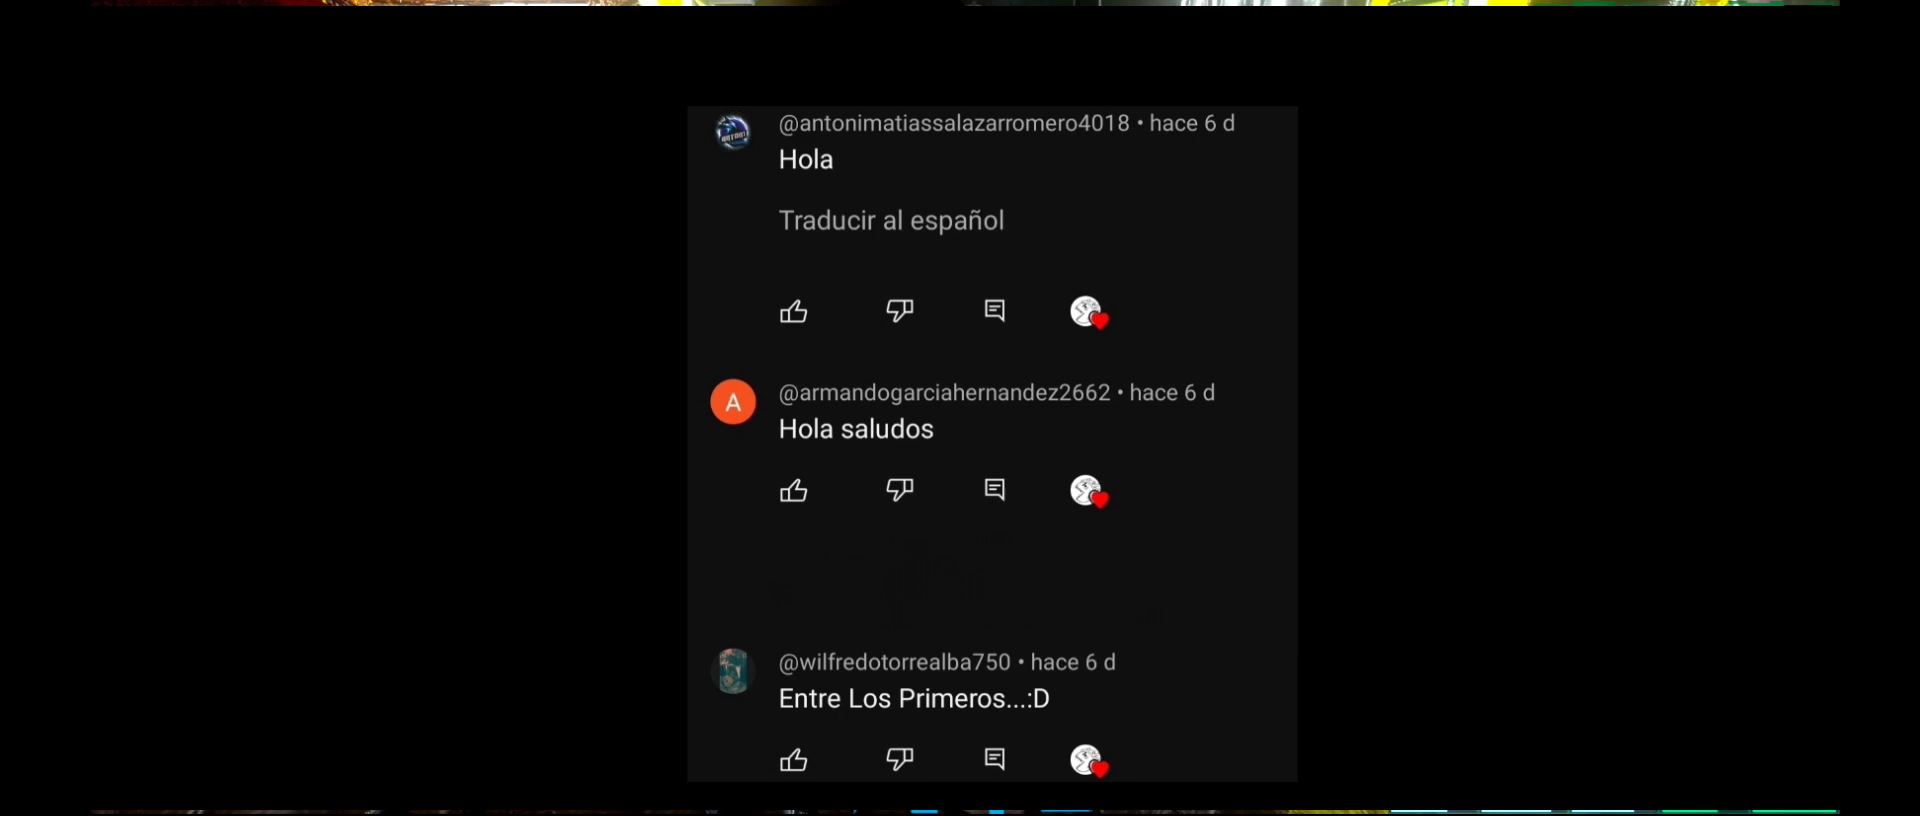 @antonimatiassalazarromero4018 • hace 6 d
Hola
Traducir al español
@armandogarciahernandez2662 • hace 6 d
Hola saludos
A
@wilfredotorrealba750 • hace 6 d
Entre Los Primeros...:D